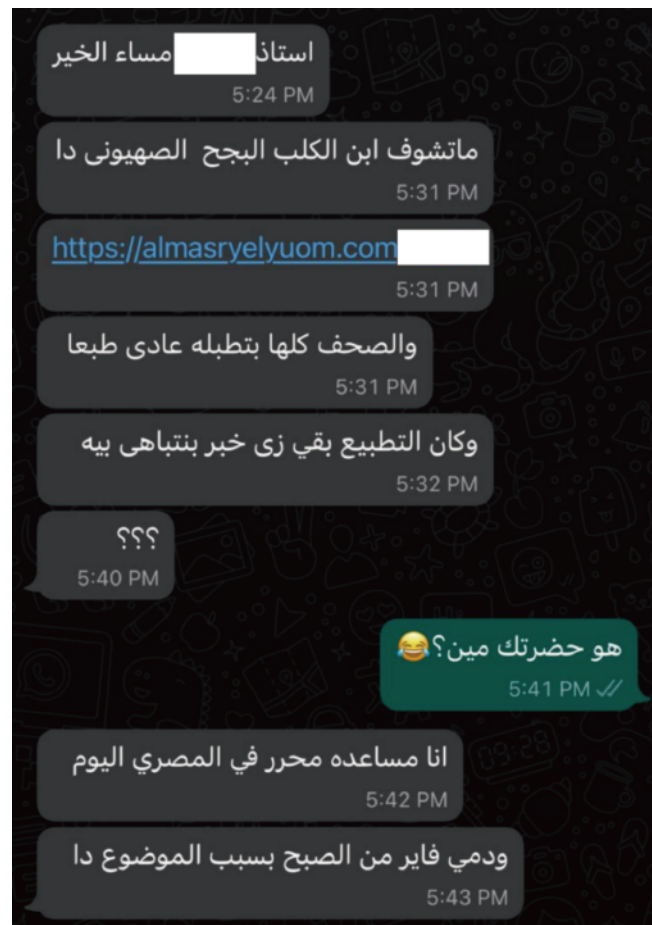 استاذ مساء الخير
5:24 PM
ماتشوف ابن الكلب البجح الصهيونى دا
5:31 PM
https://almasryelyuom.com
5:31 PM
والصحف كلها بتطبله عادى طبعا
5:31 PM
وكان التطبيع بقي زى خبر بنتباهى بيه
5:32 PM
؟؟؟
5:40 PM
هو حضرتك مين؟😂
5:41 PM
انا مساعده محرر في المصري اليوم
5:42 PM
ودمي فاير من الصبح بسبب الموضوع دا
5:43 PM